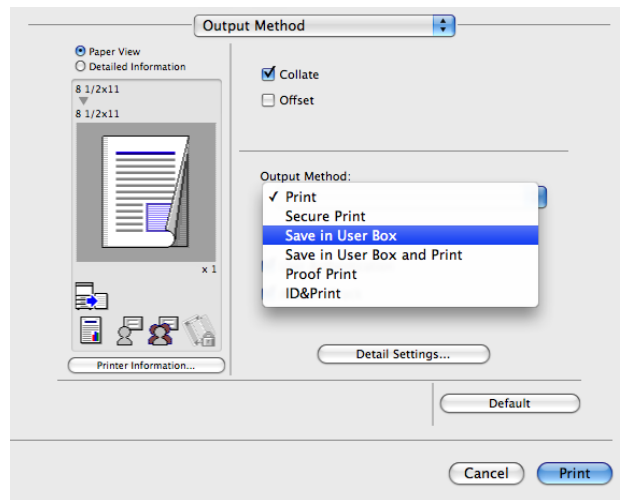 Output Method
Paper View
Detailed Information
8 1/2x11
8 1/2x11
x 1
Printer Information...
Collate
Offset
Output Method:
✓ Print
Secure Print
Save in User Box
Save in User Box and Print
Proof Print
ID&Print
Detail Settings...
Default
Cancel
Print